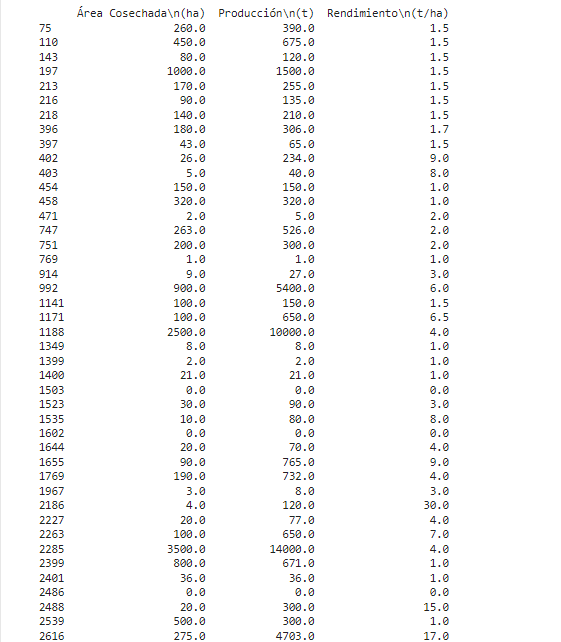 Área Cosechada\n(ha) Producción\n(t) Rendimiento\n(t/ha)
75 260.0 390.0 1.5
110 450.0 675.0 1.5
143 80.0 120.0 1.5
197 1000.0 1500.0 1.5
213 170.0 255.0 1.5
216 90.0 135.0 1.5
218 140.0 210.0 1.5
396 180.0 306.0 1.7
397 43.0 65.0 1.5
402 26.0 234.0 9.0
403 5.0 40.0 8.0
454 150.0 150.0 1.0
458 320.0 320.0 1.0
471 2.0 5.0 2.0
747 263.0 526.0 2.0
751 200.0 300.0 2.0
769 1.0 1.0 1.0
914 9.0 27.0 3.0
992 900.0 5400.0 6.0
1141 100.0 150.0 1.5
1171 100.0 650.0 6.5
1188 2500.0 10000.0 4.0
1349 8.0 8.0 1.0
1399 2.0 2.0 1.0
1400 21.0 21.0 1.0
1503 0.0 0.0 0.0
1523 30.0 90.0 3.0
1535 10.0 80.0 8.0
1602 0.0 0.0 0.0
1644 20.0 70.0 4.0
1655 90.0 765.0 9.0
1769 190.0 732.0 4.0
1967 3.0 8.0 3.0
2186 4.0 120.0 30.0
2227 20.0 77.0 4.0
2263 100.0 650.0 7.0
2285 3500.0 14000.0 4.0
2399 800.0 671.0 1.0
2401 36.0 36.0 1.0
2486 0.0 0.0 0.0
2488 20.0 300.0 15.0
2539 500.0 300.0 1.0
2616 275.0 4703.0 17.0